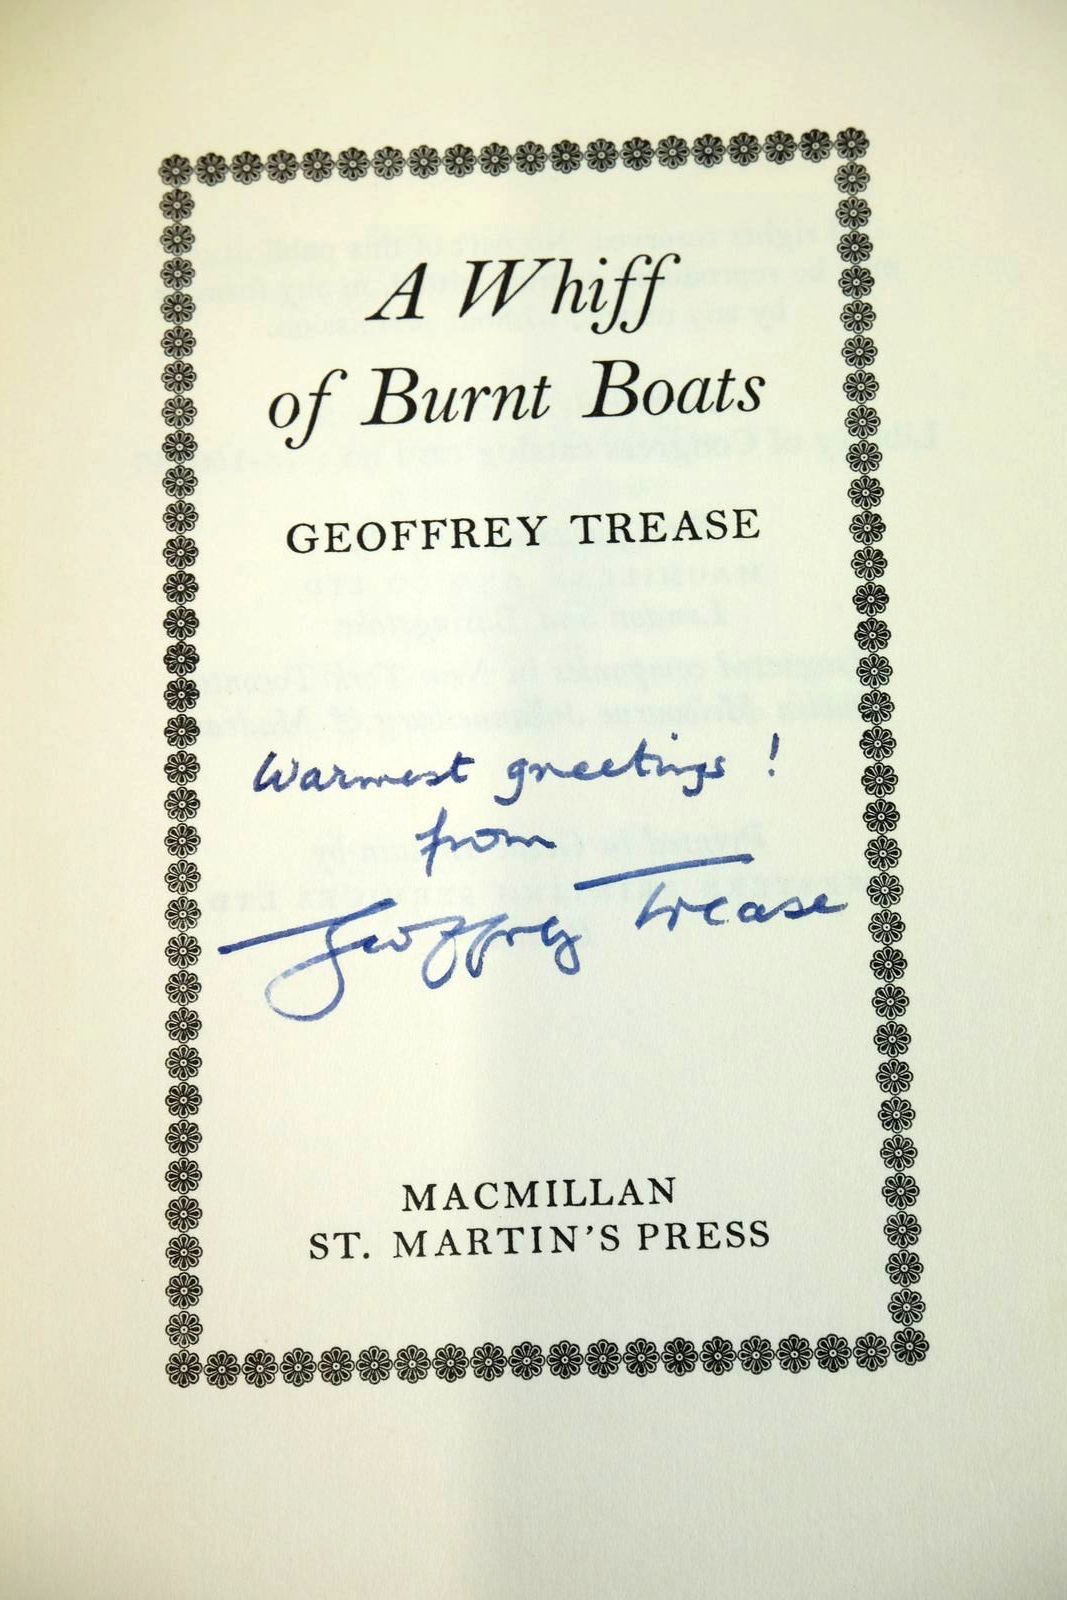 A Whiff
of Burnt Boats
GEOFFREY TREASE
Warmest greetings!
from
Geoffrey Trease
MACMILLAN
ST. MARTIN'S PRESS